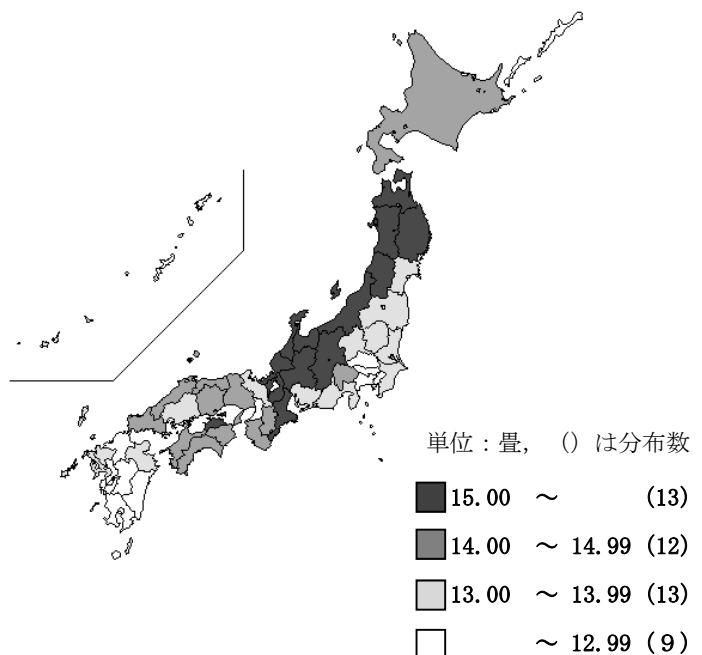 単位：畳， () は分布数
15.00 ～ (13)
14.00 ～ 14.99 (12)
13.00 ～ 13.99 (13)
～ 12.99 (９)